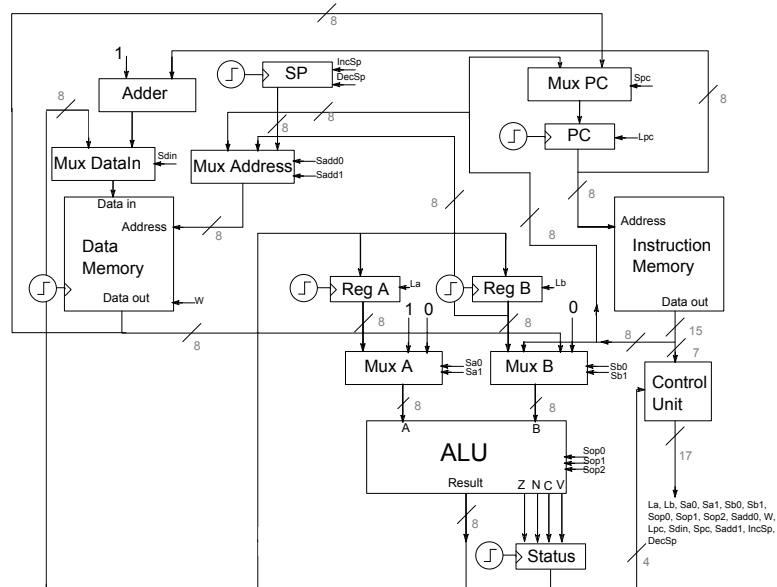 8
1
Adder
SP
IncSp
DecSp
Mux PC
Spc
8
8
8
8
PC
Lpc
Mux DataIn
Sdin
Mux Address
Sadd0
Sadd1
8
8
Data in
Address
Data
Memory
Data out
W
8
8
8
Address
Instruction
Memory
Data out
Reg A
La
Reg B
Lb
8
1
0
8
8
0
8
15
7
Mux A
Sa0
Sa1
Mux B
Sb0
Sb1
Control
Unit
8
8
A
B
ALU
Sop0
Sop1
Sop2
Result
Z N C V
17
8
La, Lb, Sa0, Sa1, Sb0, Sb1,
Sop0, Sop1, Sop2, Sadd0, W,
Lpc, Sdin, Spc, Sadd1, IncSp,
DecSp
Status
4